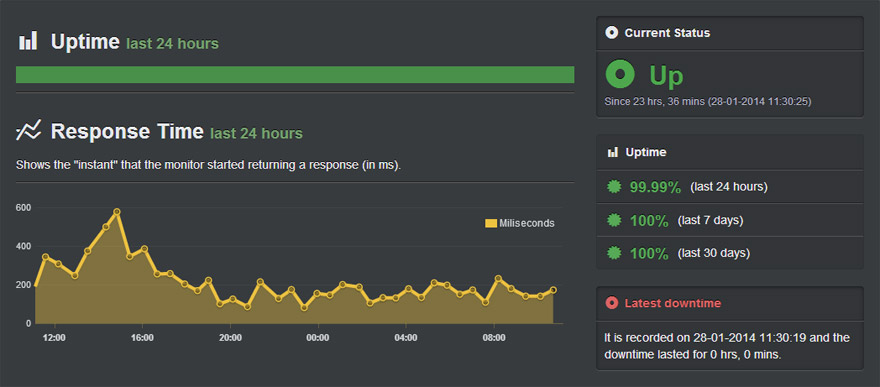 Uptime last 24 hours
Response Time last 24 hours
Shows the "instant" that the monitor started returning a response (in ms).
600
400
200
0
Miliseconds
12:00 16:00 20:00 00:00 04:00 08:00
Current Status
Up
Since 23 hrs, 36 mins (28-01-2014 11:30:25)
Uptime
99.99% (last 24 hours)
100% (last 7 days)
100% (last 30 days)
Latest downtime
It is recorded on 28-01-2014 11:30:19 and the
downtime lasted for 0 hrs, 0 mins.